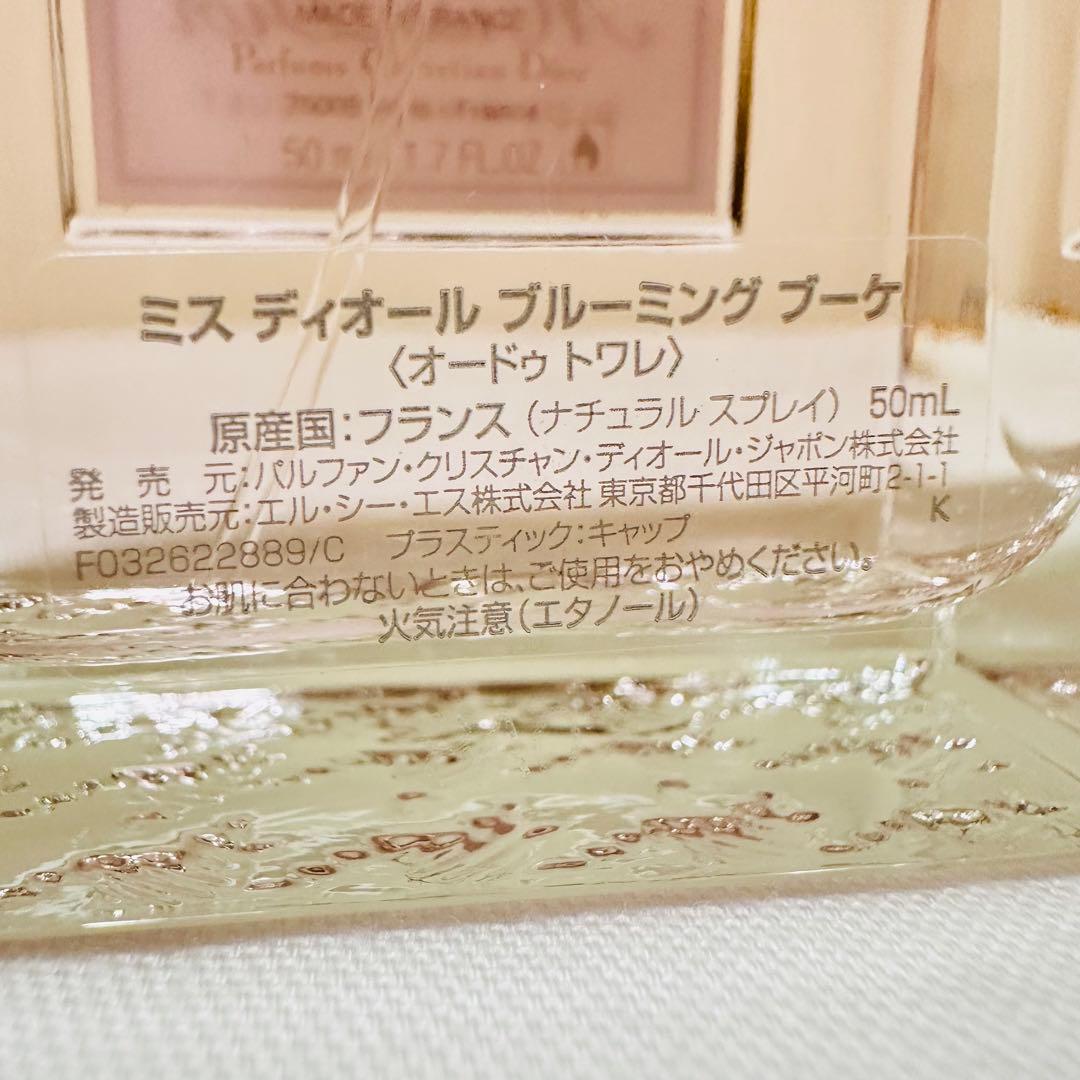 MADE
Parfums Christian Dior
50 m 1.7 FL.OZ
ミス ディオール ブルーミング ブーケ
〈オードゥ トワレ〉
原産国:フランス(ナチュラル スプレイ) 50mL
発 売 元:パルファン・クリスチャン・ディオール・ジャポン株式会社
製造販売元:エル・シー・エス株式会社 東京都千代田区平河町2-1-1
K
F032622889/C プラスティック:キャップ
お肌に合わないときは、ご使用をおやめください。
火気注意(エタノール)